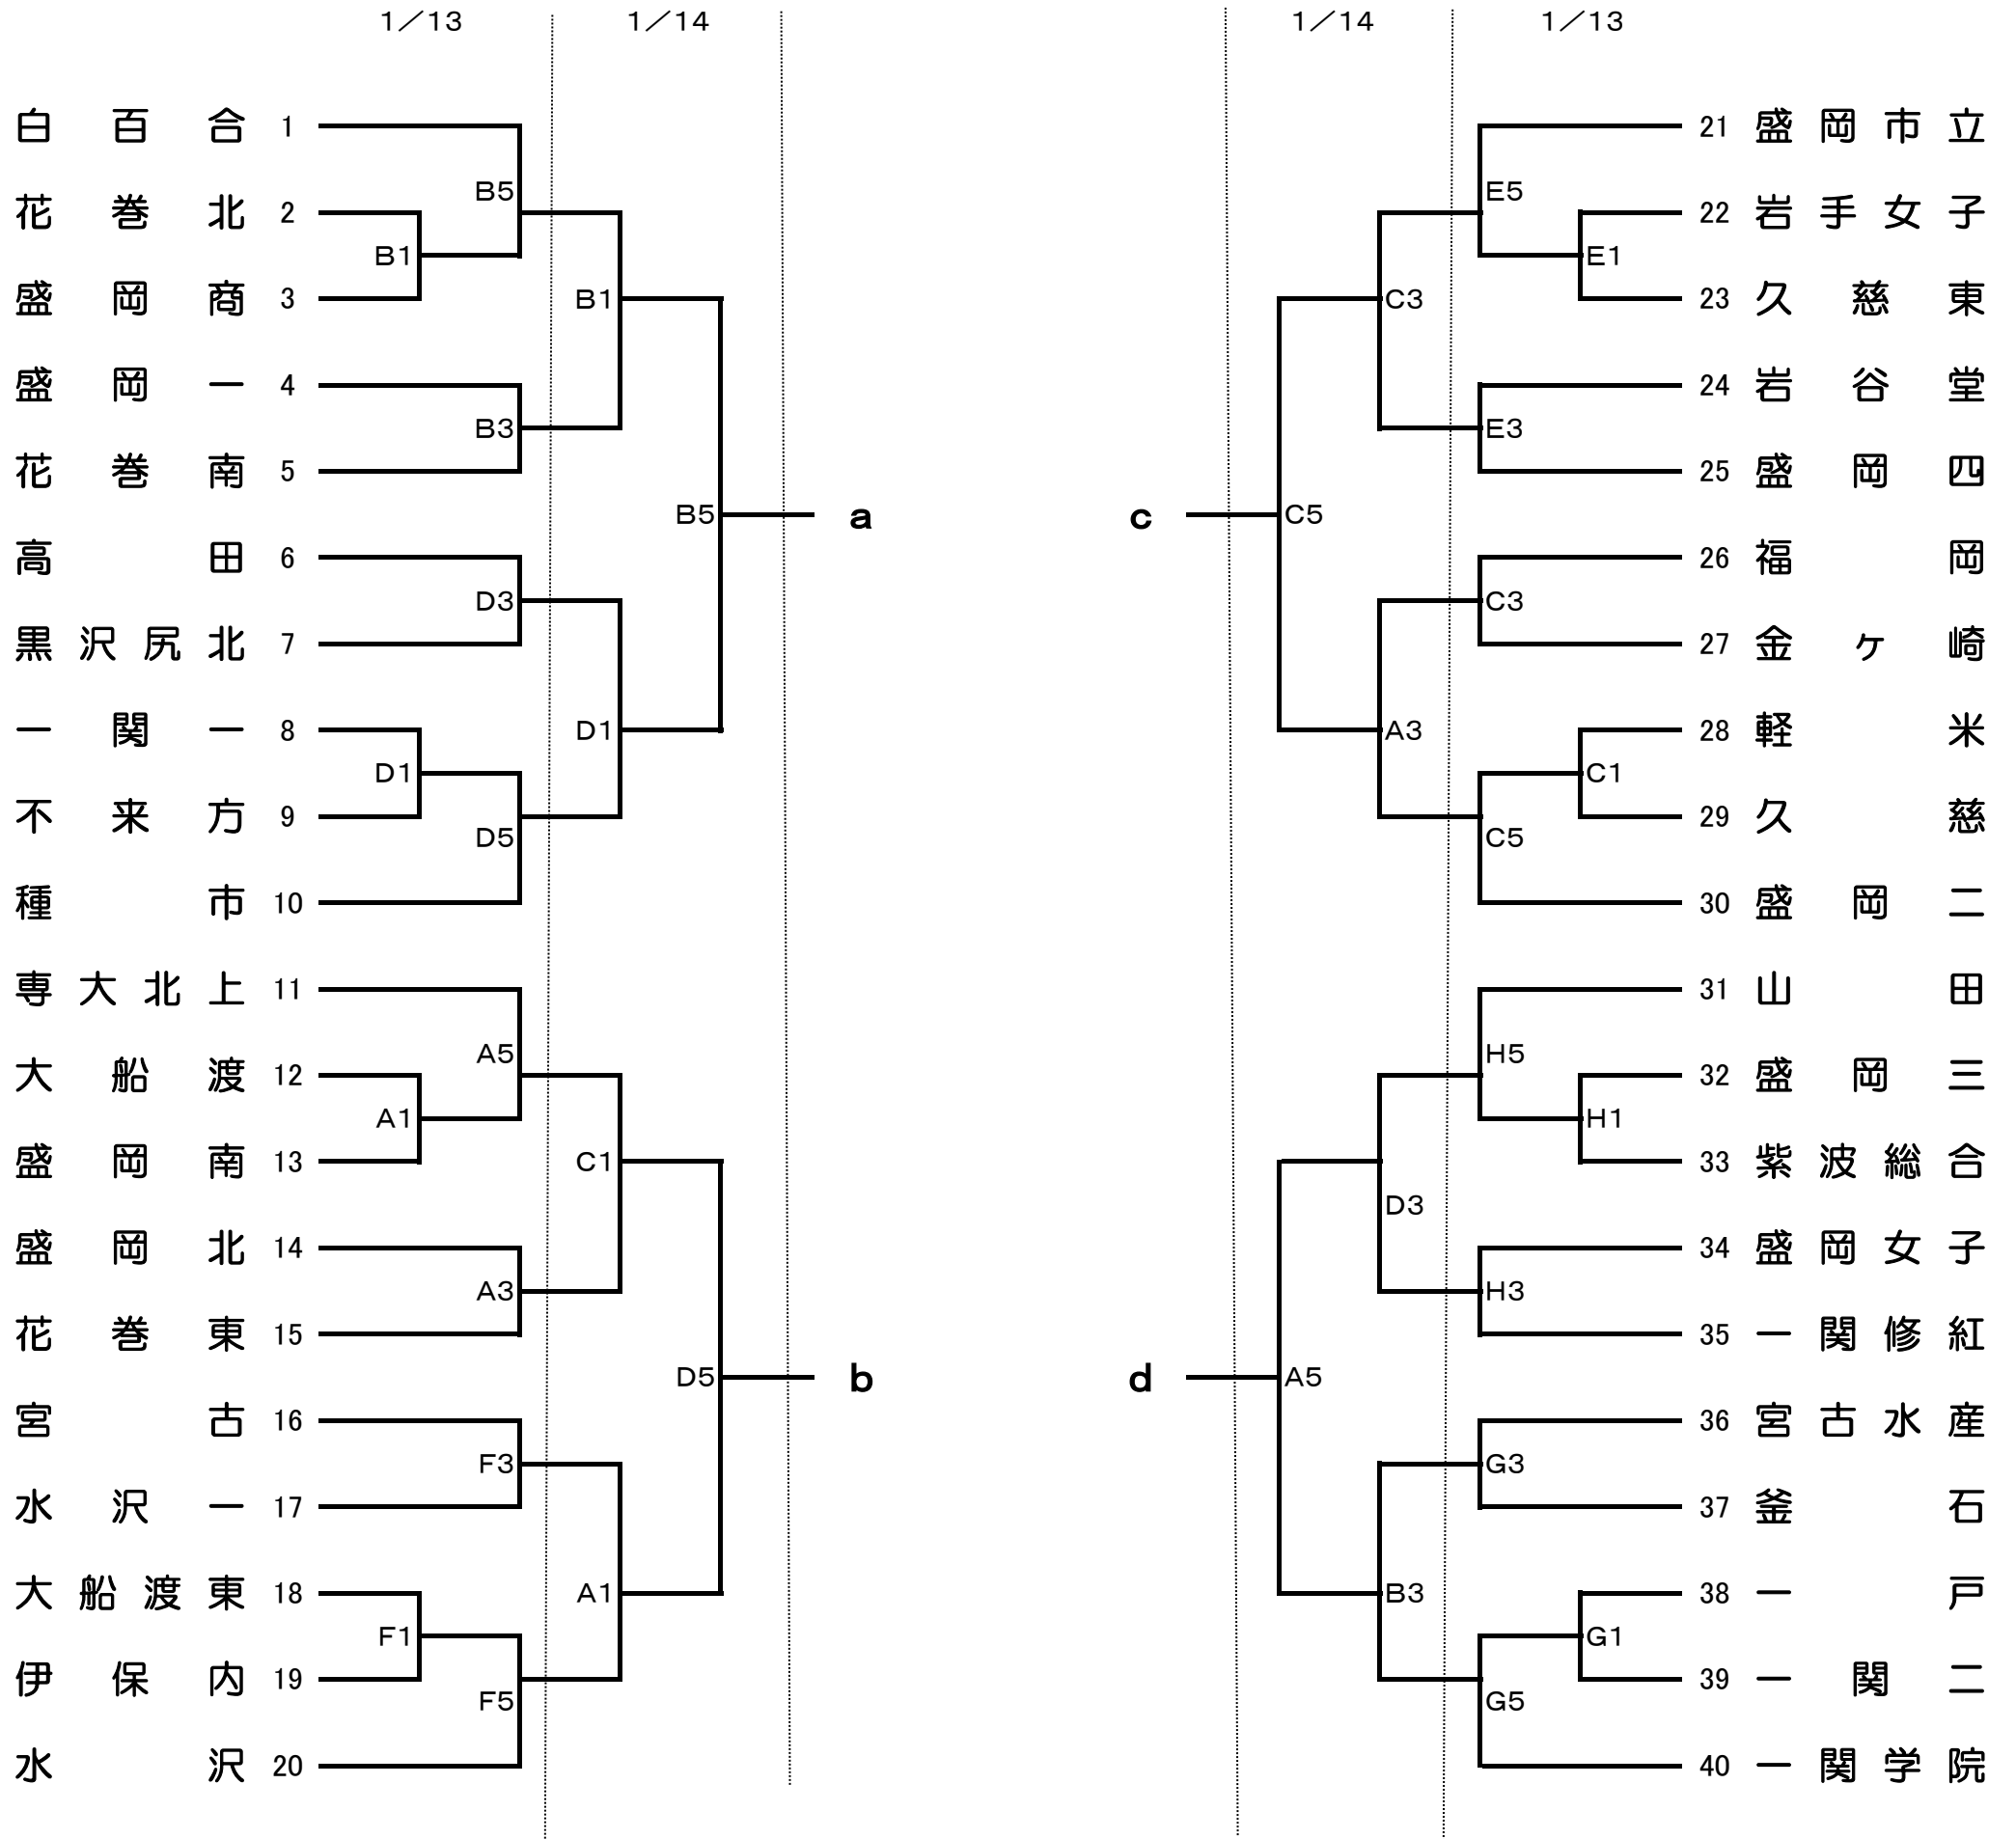 1／13 1／14 1／14 1／13
白百合 1 21 盛岡市立
B5 E5
花巻北 2 22 岩手女子
B1 E1
盛岡商 3 B1 C3 23 久慈東
盛岡一 4 24 岩谷堂
B3 E3
花巻南 5 25 盛岡四
B5 a c C5
高田 6 26 福岡
D3 C3
黒沢尻北 7 27 金ヶ崎
一関一 8 D1 A3 28 軽米
D1 C1
不来方 9 29 久慈
D5 C5
種市 10 30 盛岡二
専大北上 11 31 山田
A5 H5
大船渡 12 32 盛岡三
A1 H1
盛岡南 13 C1 33 紫波総合
D3
盛岡北 14 34 盛岡女子
A3 H3
花巻東 15 35 一関修紅
D5 b d A5
宮古 16 36 宮古水産
F3 G3
水沢一 17 37 釜石
大船渡東 18 A1 B3 38 一戸
F1 G1
伊保内 19 39 一関二
F5 G5
水沢 20 40 一関学院